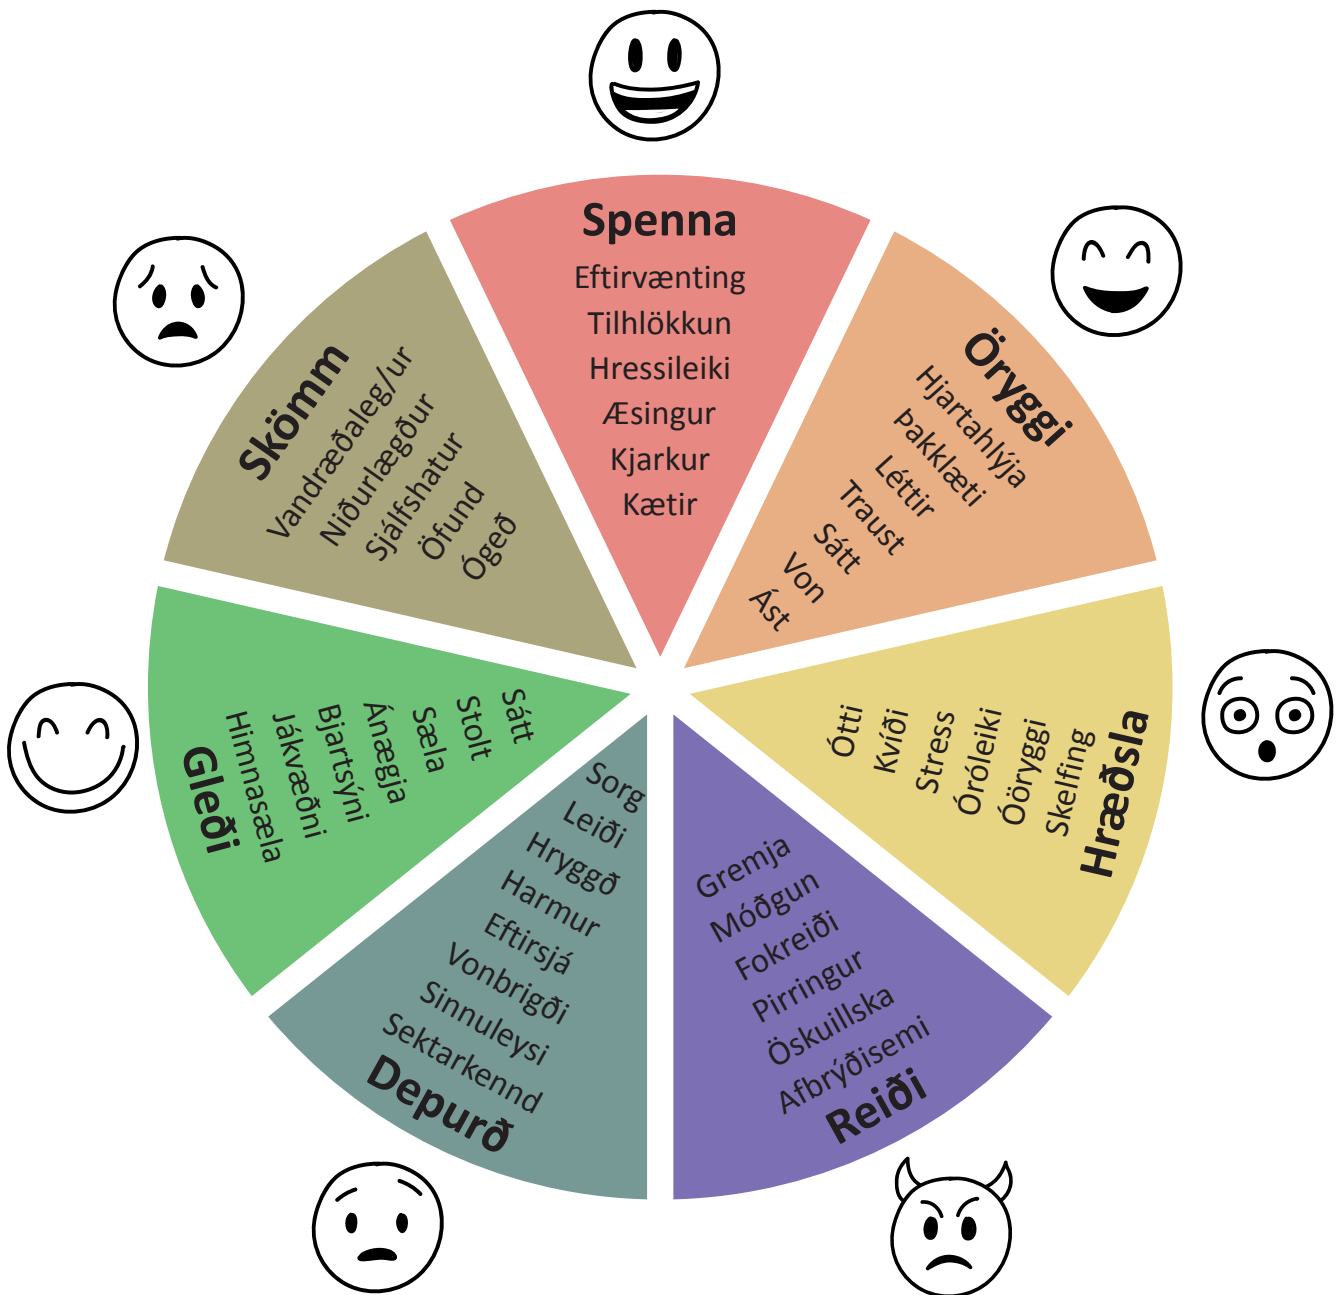 Spenna
Eftirvænting
Tilhlökkun
Hressileiki
Æsingur
Kjarkur
Kætir
Öryggi
Hjartahlýja
Þakklæti
Léttir
Traust
Sátt
Von
Ást
Hræðsla
Skelfing
Óöryggi
Óróleiki
Stress
Kvíði
Ótti
Gremja
Móðgun
Fokreiði
Pirringur
Öskuillska
Afbrýðisemi
Reiði
Sorg
Leiði
Hryggð
Harmur
Eftirsjá
Vonbrigði
Sinnuleysi
Sektarkennd
Depurð
Gleði
Himnasæla
Jákvæðni
Bjartsýni
Ánægja
Sæla
Stolt
Sátt
Skömm
Vandræðaleg/ur
Niðurlægður
Sjálfshatur
Öfund
Ógeð